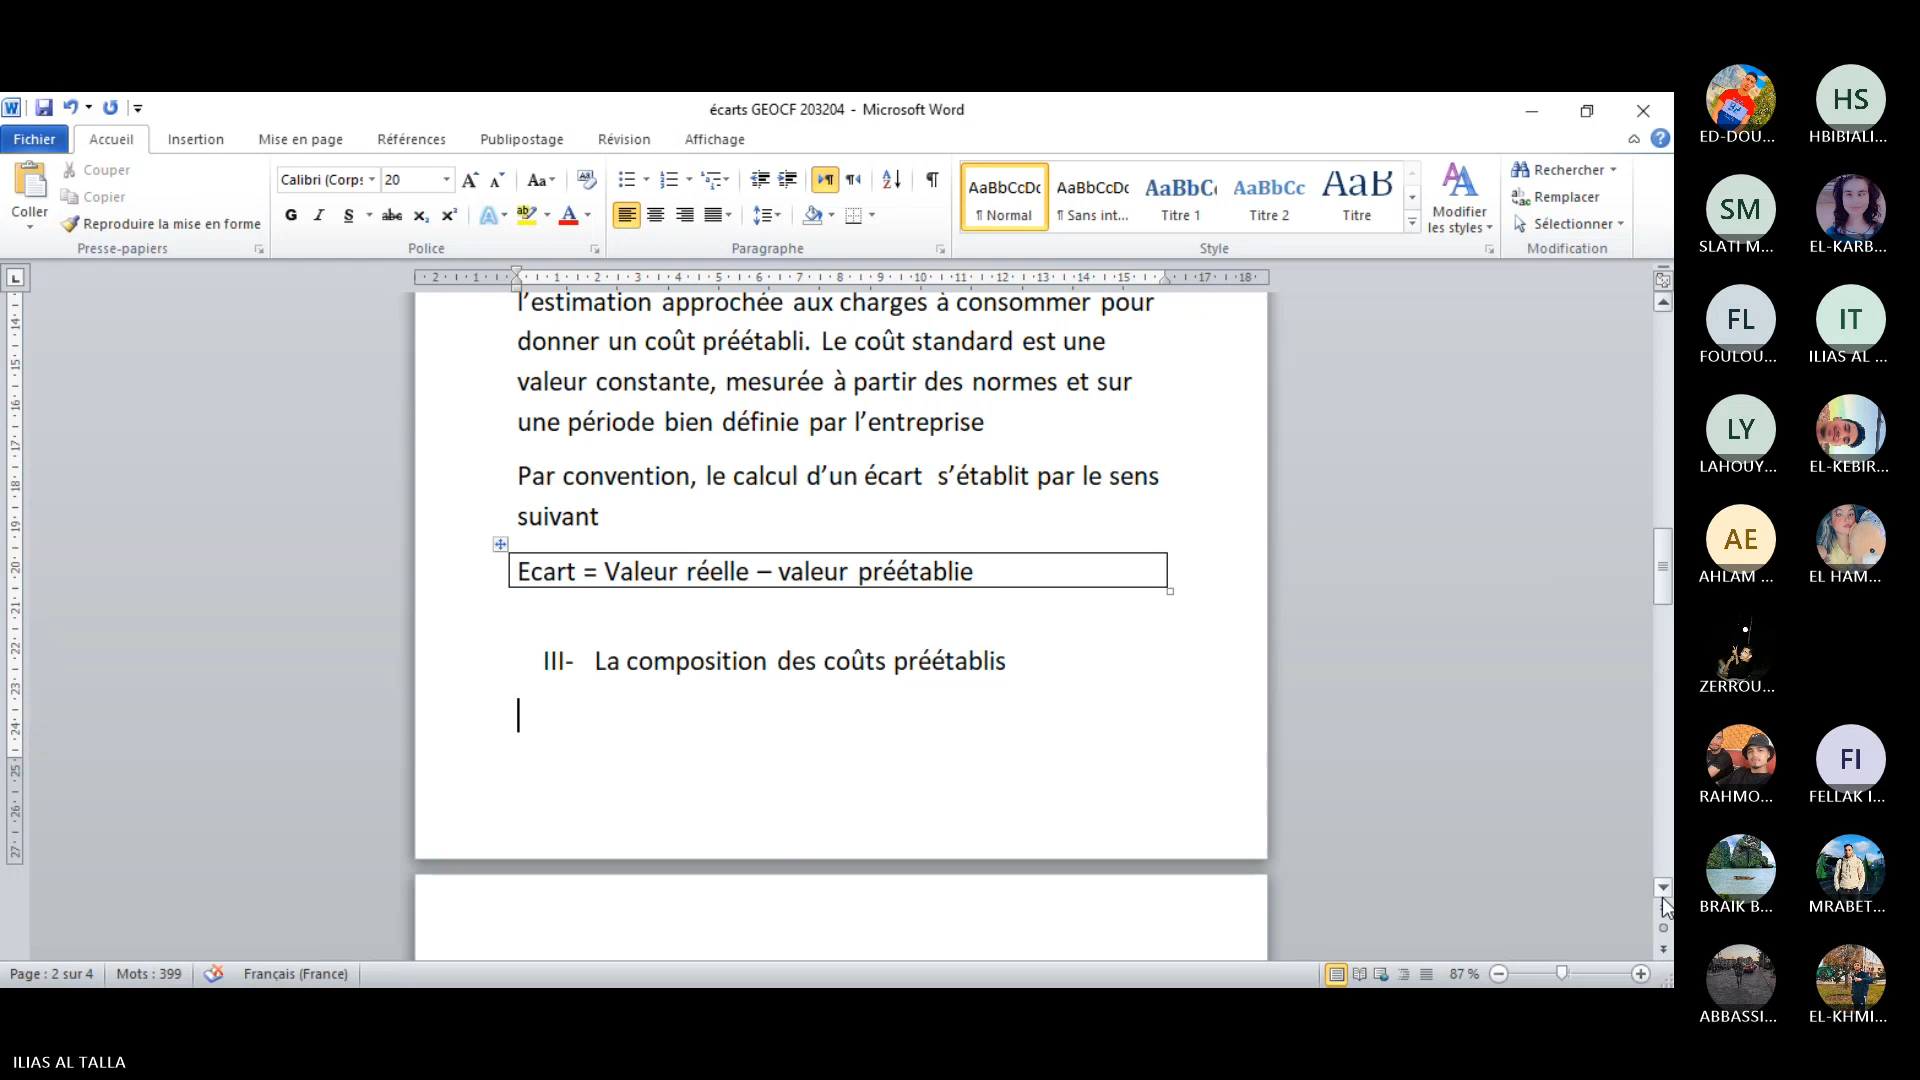 écarts GEOCF 203204 - Microsoft Word
Fichier Accueil Insertion Mise en page Références Publipostage Révision Affichage
Coller
Couper
Copier
Reproduire la mise en forme
Presse-papiers
Calibri (Corps 20
Police
Paragraphe
AaBbCcDc AaBbCcDc AaBbC AaBbCc AaB
¶ Normal ¶ Sans int... Titre 1 Titre 2 Titre
Modifier
les styles
Style
Rechercher
Remplacer
Sélectionner
Modification
l’estimation approchée aux charges à consommer pour
donner un coût préétabli. Le coût standard est une
valeur constante, mesurée à partir des normes et sur
une période bien définie par l’entreprise
Par convention, le calcul d’un écart s’établit par le sens
suivant
Ecart = Valeur réelle – valeur préétablie
III- La composition des coûts préétablis
Page : 2 sur 4 Mots : 399 Français (France) 87 %
ED-DOU...
HS
HBIBIALI...
SM
SLATI M...
EL-KARB...
FL
FOULOU...
IT
ILIAS AL ...
LY
LAHOUY...
EL-KEBIR...
AE
AHLAM ...
EL HAM...
ZERROU...
RAHMO...
FI
FELLAK I...
BRAIK B...
MRABET...
ABBASSI...
EL-KHMI...
ILIAS AL TALLA